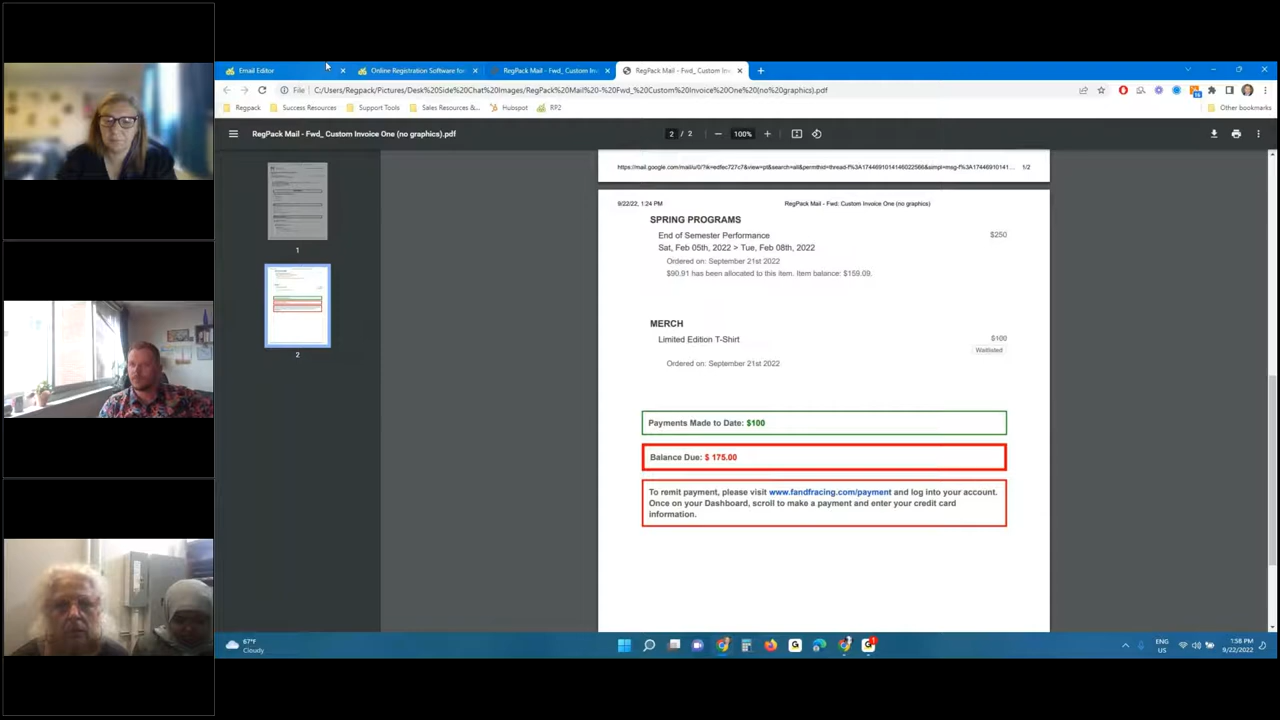 Email Editor
Online Registration Software for
RegPack Mail - Fwd_ Custom Inv
RegPack Mail - Fwd_ Custom Inv
File C:/Users/Regpack/Pictures/Desk%20Side%20Chat%20Images/RegPack%20Mail%20-%20Fwd_%20Custom%20Invoice%20One(no%20graphics).pdf
Regpack Success Resources Support Tools Sales Resources &... Hubspot RP2 Other bookmarks
RegPack Mail - Fwd_ Custom Invoice One (no graphics).pdf 2 / 2 100%
1
2
1/2
9/22/22, 1:24 PM RegPack Mail - Fwd: Custom Invoice One (no graphics)
SPRING PROGRAMS
End of Semester Performance $250
Sat, Feb 05th, 2022 > Tue, Feb 08th, 2022
Ordered on: September 21st 2022
$90.91 has been allocated to this item. Item balance: $159.09.
MERCH
Limited Edition T-Shirt $100
Waitlisted
Ordered on: September 21st 2022
Payments Made to Date: $100
Balance Due: $ 175.00
To remit payment, please visit www.fandfracing.com/payment and log into your account.
Once on your Dashboard, scroll to make a payment and enter your credit card
information.
67°F
Cloudy
ENG
US
1:58 PM
9/22/2022